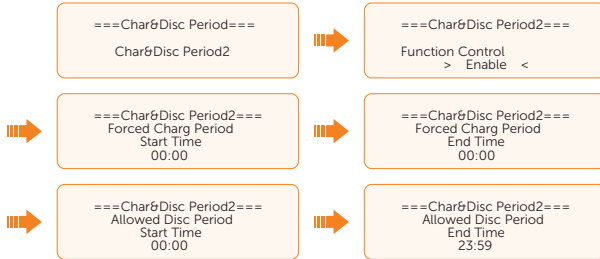 ===Char&Disc Period===
Char&Disc Period2
===Char&Disc Period2===
Function Control
> Enable <
===Char&Disc Period2===
Forced Charg Period
Start Time
00:00
===Char&Disc Period2===
Forced Charg Period
End Time
00:00
===Char&Disc Period2===
Allowed Disc Period
Start Time
00:00
===Char&Disc Period2===
Allowed Disc Period
End Time
23:59